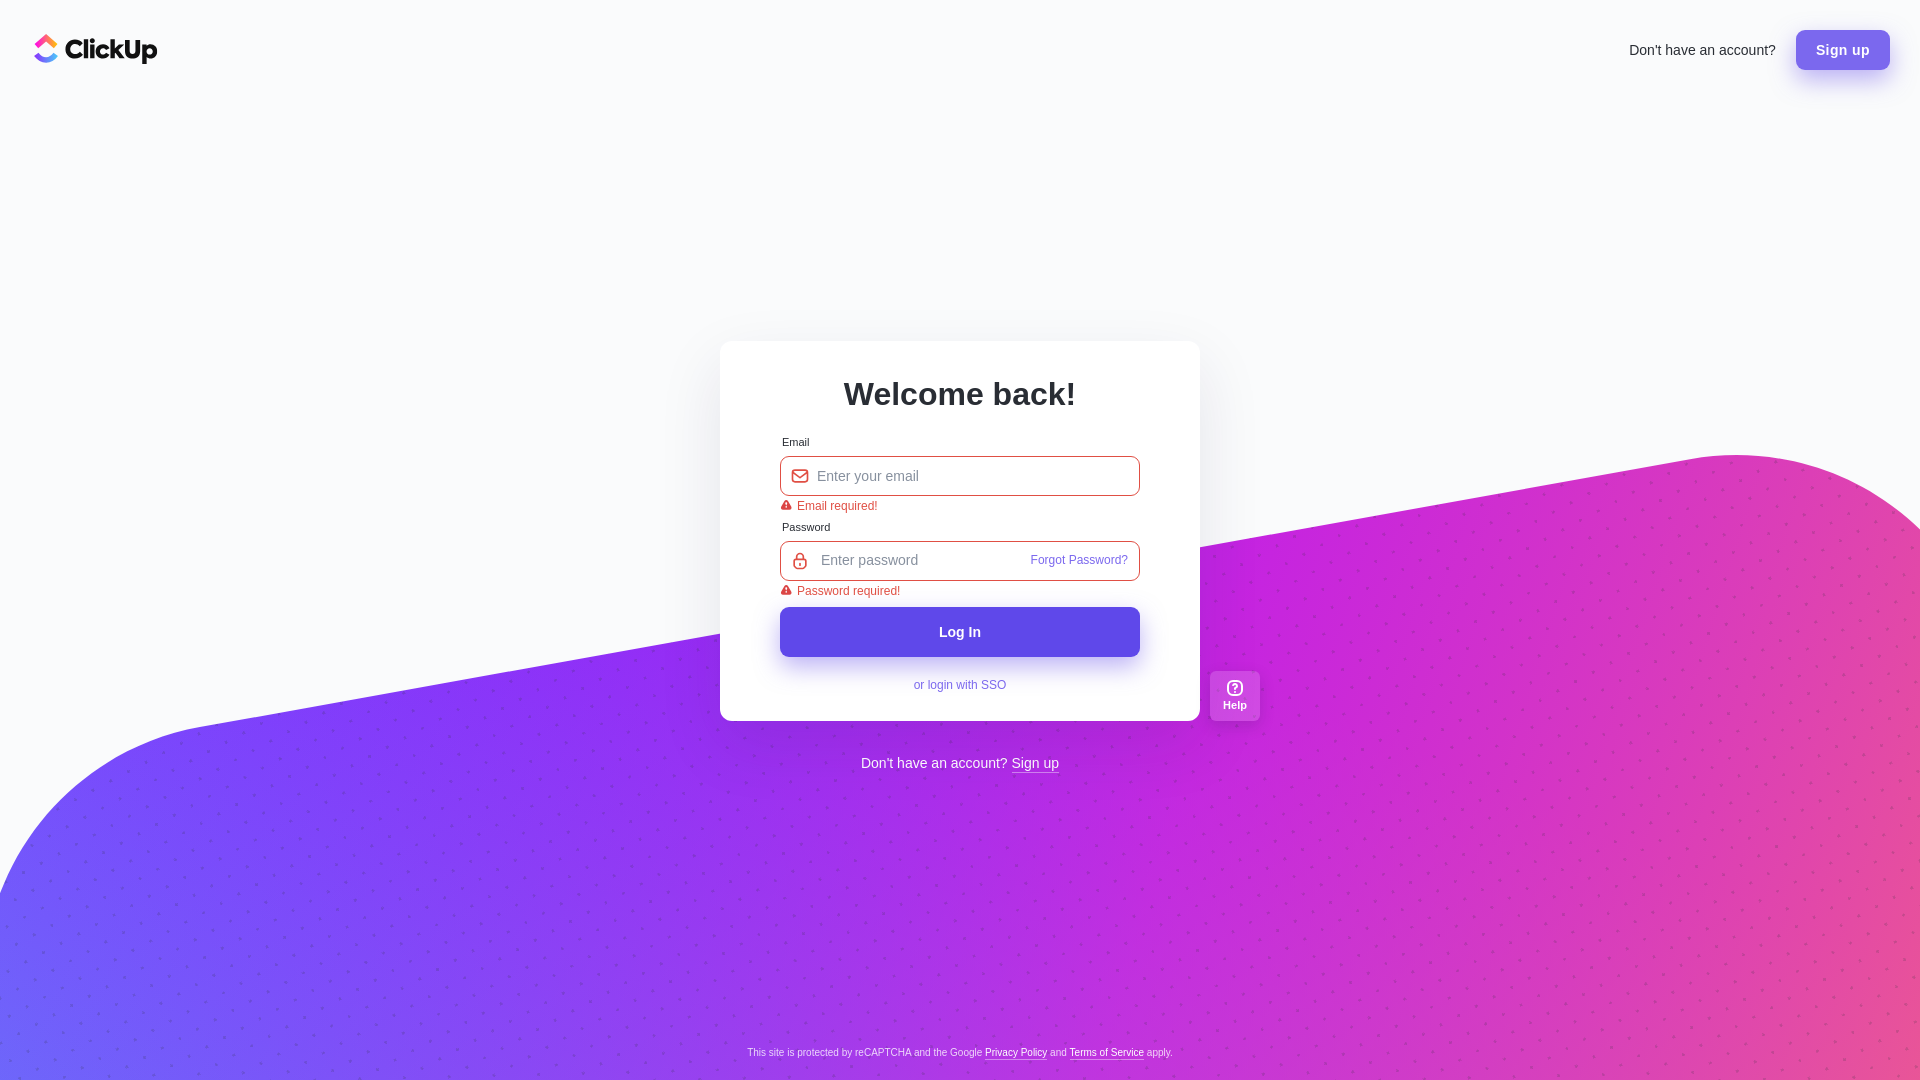 ClickUp
Don't have an account?
Sign up
Welcome back!
Email
Enter your email
Email required!
Password
Enter password
Forgot Password?
Password required!
Log In
or login with SSO
Help
Don't have an account? Sign up
This site is protected by reCAPTCHA and the Google Privacy Policy and Terms of Service apply.